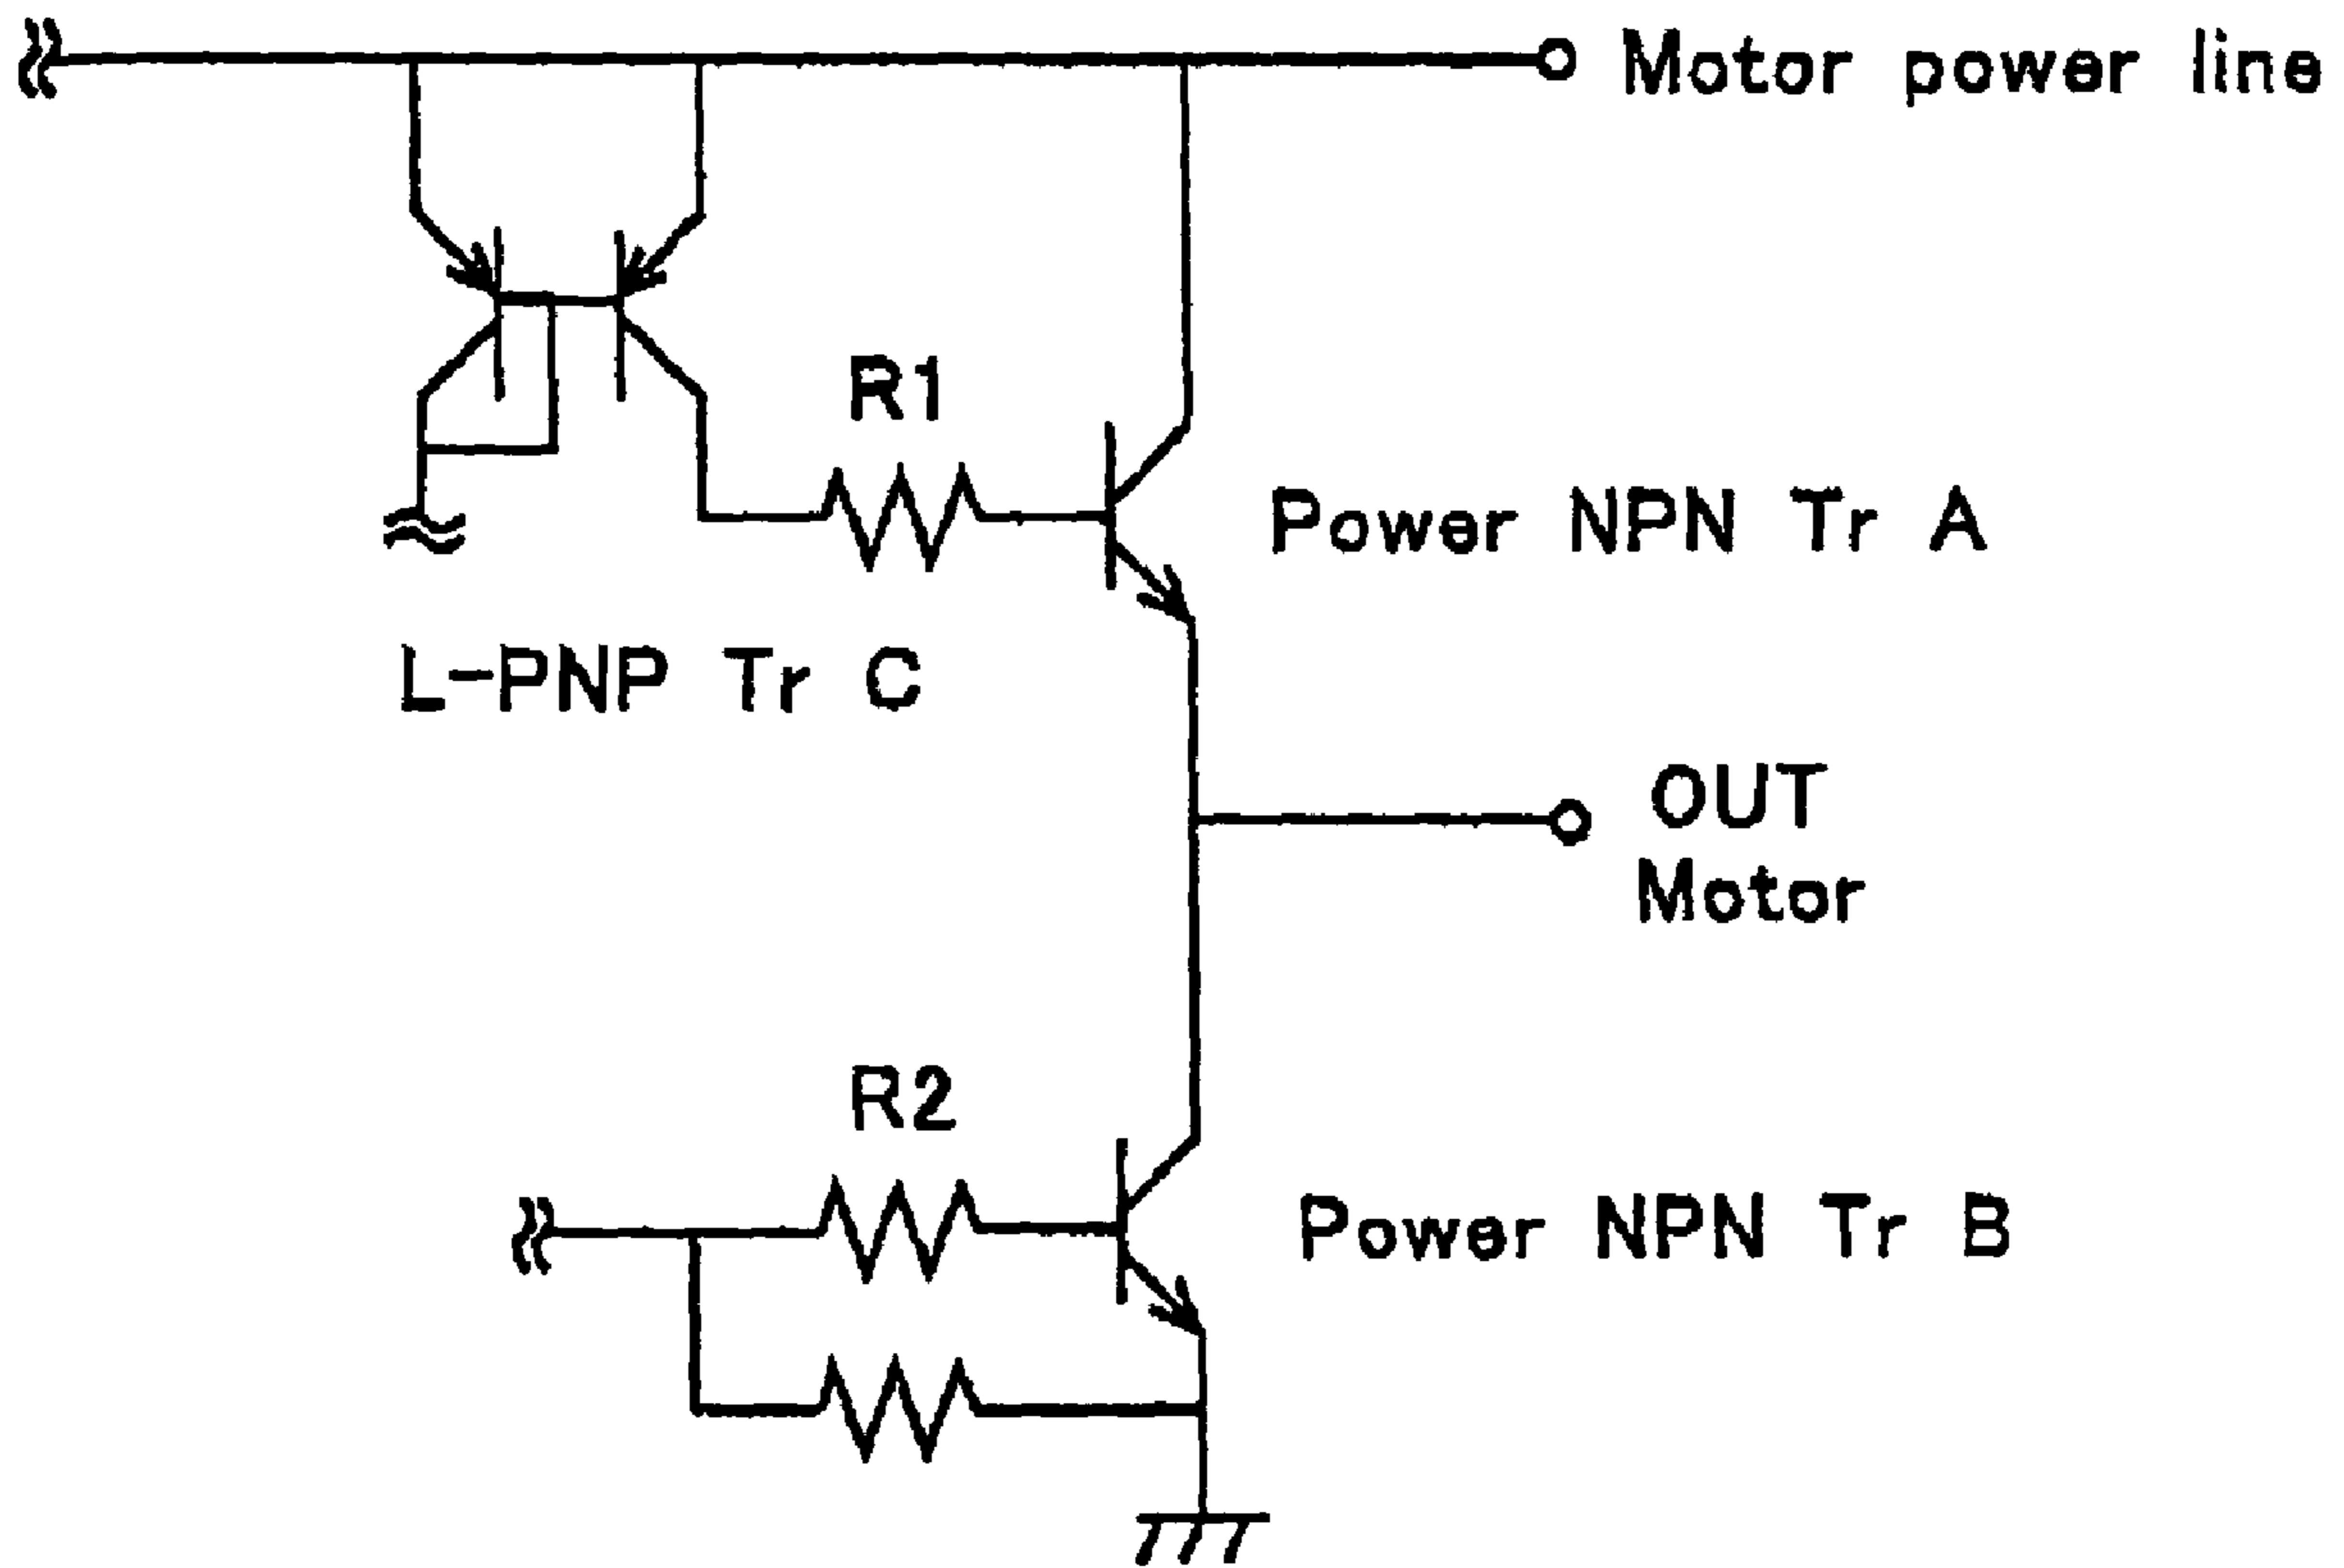 Motor power line
R1
Power NPN Tr A
L-PNP Tr C
OUT
Motor
R2
Power NPN Tr B